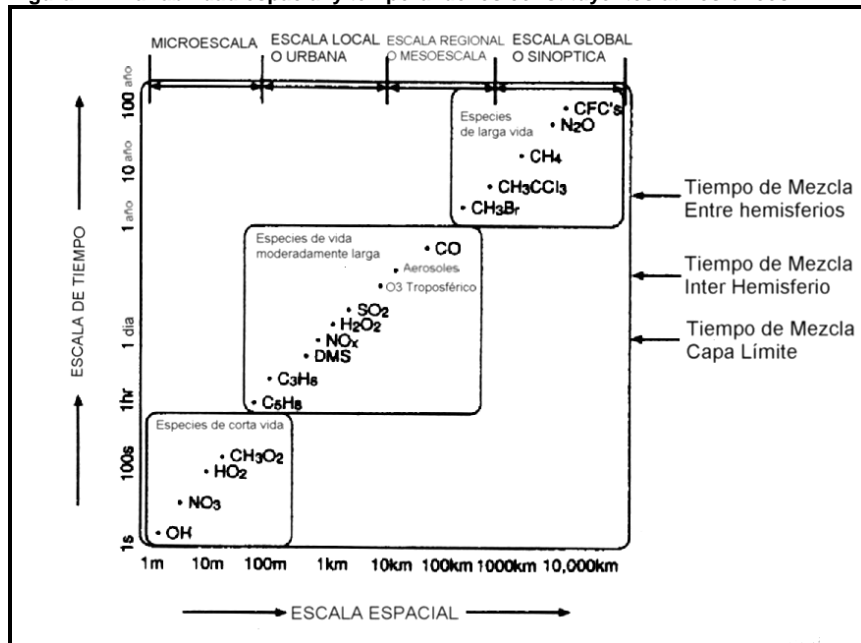 MICROESCALA
ESCALA LOCAL
O URBANA
ESCALA REGIONAL
O MESOESCALA
ESCALA GLOBAL
O SINOPTICA
ESCALA DE TIEMPO
100 año
10 año
1 año
1 dia
1hr
100s
1s
Especies
de larga vida
CFC's
N2O
CH4
CH3CCl3
CH3Br
Especies de vida
moderadamente larga
CO
Aerosoles
O3 Troposférico
SO2
H2O2
NOx
DMS
C3H6
C5H8
Especies de corta vida
CH3O2
HO2
NO3
OH
Tiempo de Mezcla
Entre hemisferios
Tiempo de Mezcla
Inter Hemisferio
Tiempo de Mezcla
Capa Límite
1m 10m 100m 1km 10km 100km 1000km 10,000km
ESCALA ESPACIAL